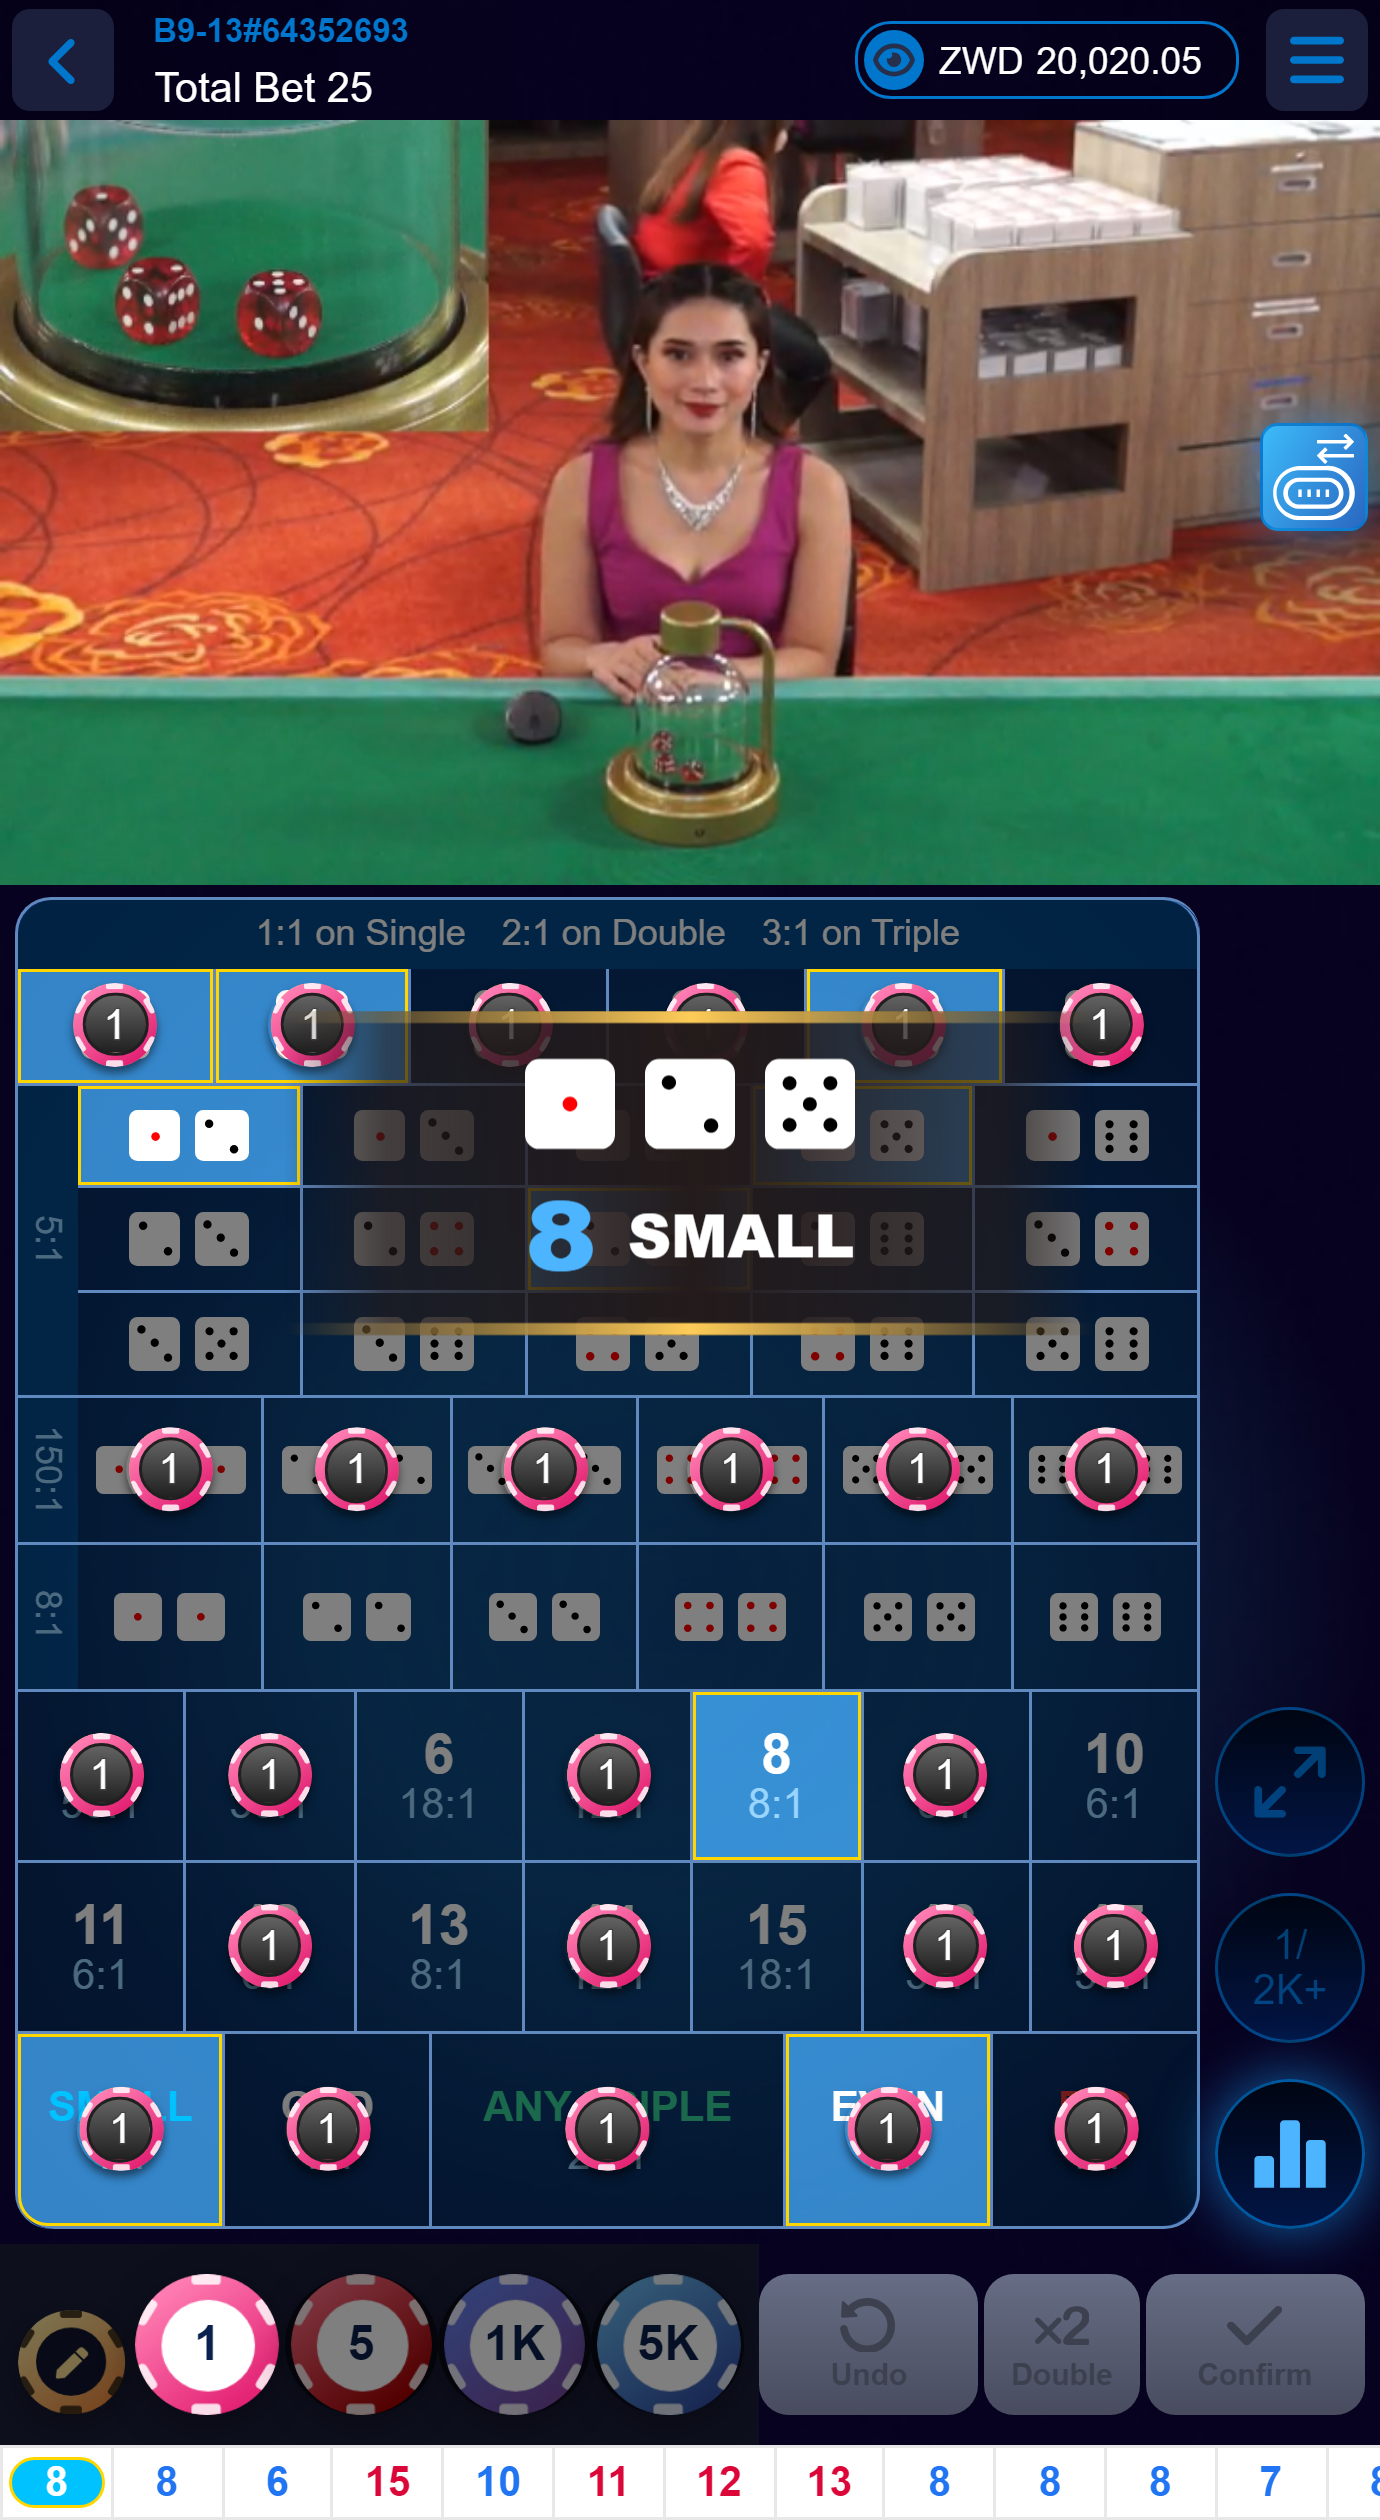 B9-13#64352693
Total Bet 25
ZWD 20,020.05
1:1 on Single 2:1 on Double 3:1 on Triple
1 1 1
1
8 SMALL
5:1
150:1
1 1 1 1 1 1
8:1
1 1 6 1 8 1 10
18:1 8:1 6:1
11 1 13 1 15 1 1
6:1 8:1 18:1
1 1 1 1 1
1 5 1K 5K
Undo
x2
Double
Confirm
1/
2K+
8 8 6 15 10 11 12 13 8 8 8 7 8